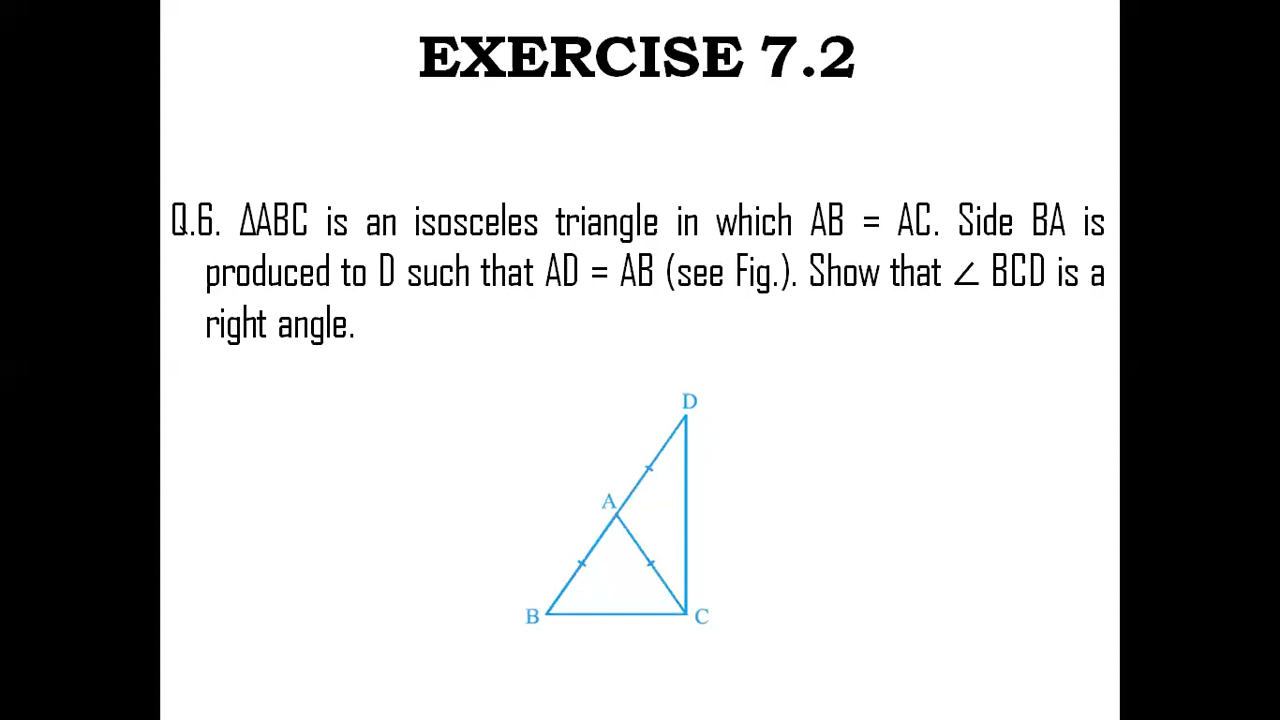 EXERCISE 7.2
Q.6. ΔABC is an isosceles triangle in which AB = AC. Side BA is
produced to D such that AD = AB (see Fig.). Show that ∠ BCD is a
right angle.
D
A
B
C